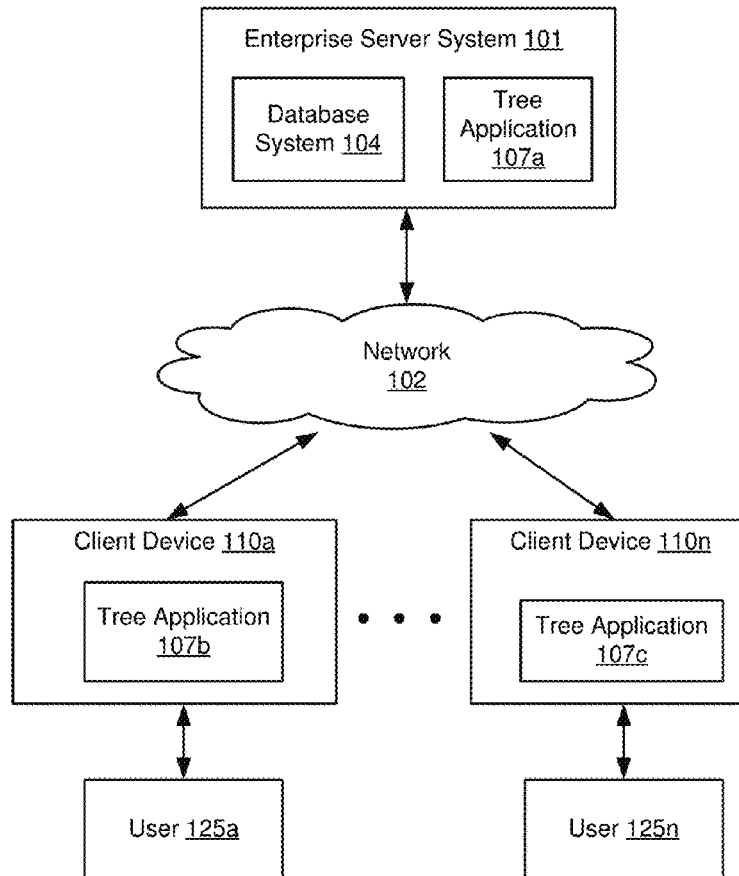 Enterprise Server System 101
Database
System 104
Tree
Application
107a
Network
102
Client Device 110a
Tree Application
107b
Client Device 110n
Tree Application
107c
User 125a
User 125n